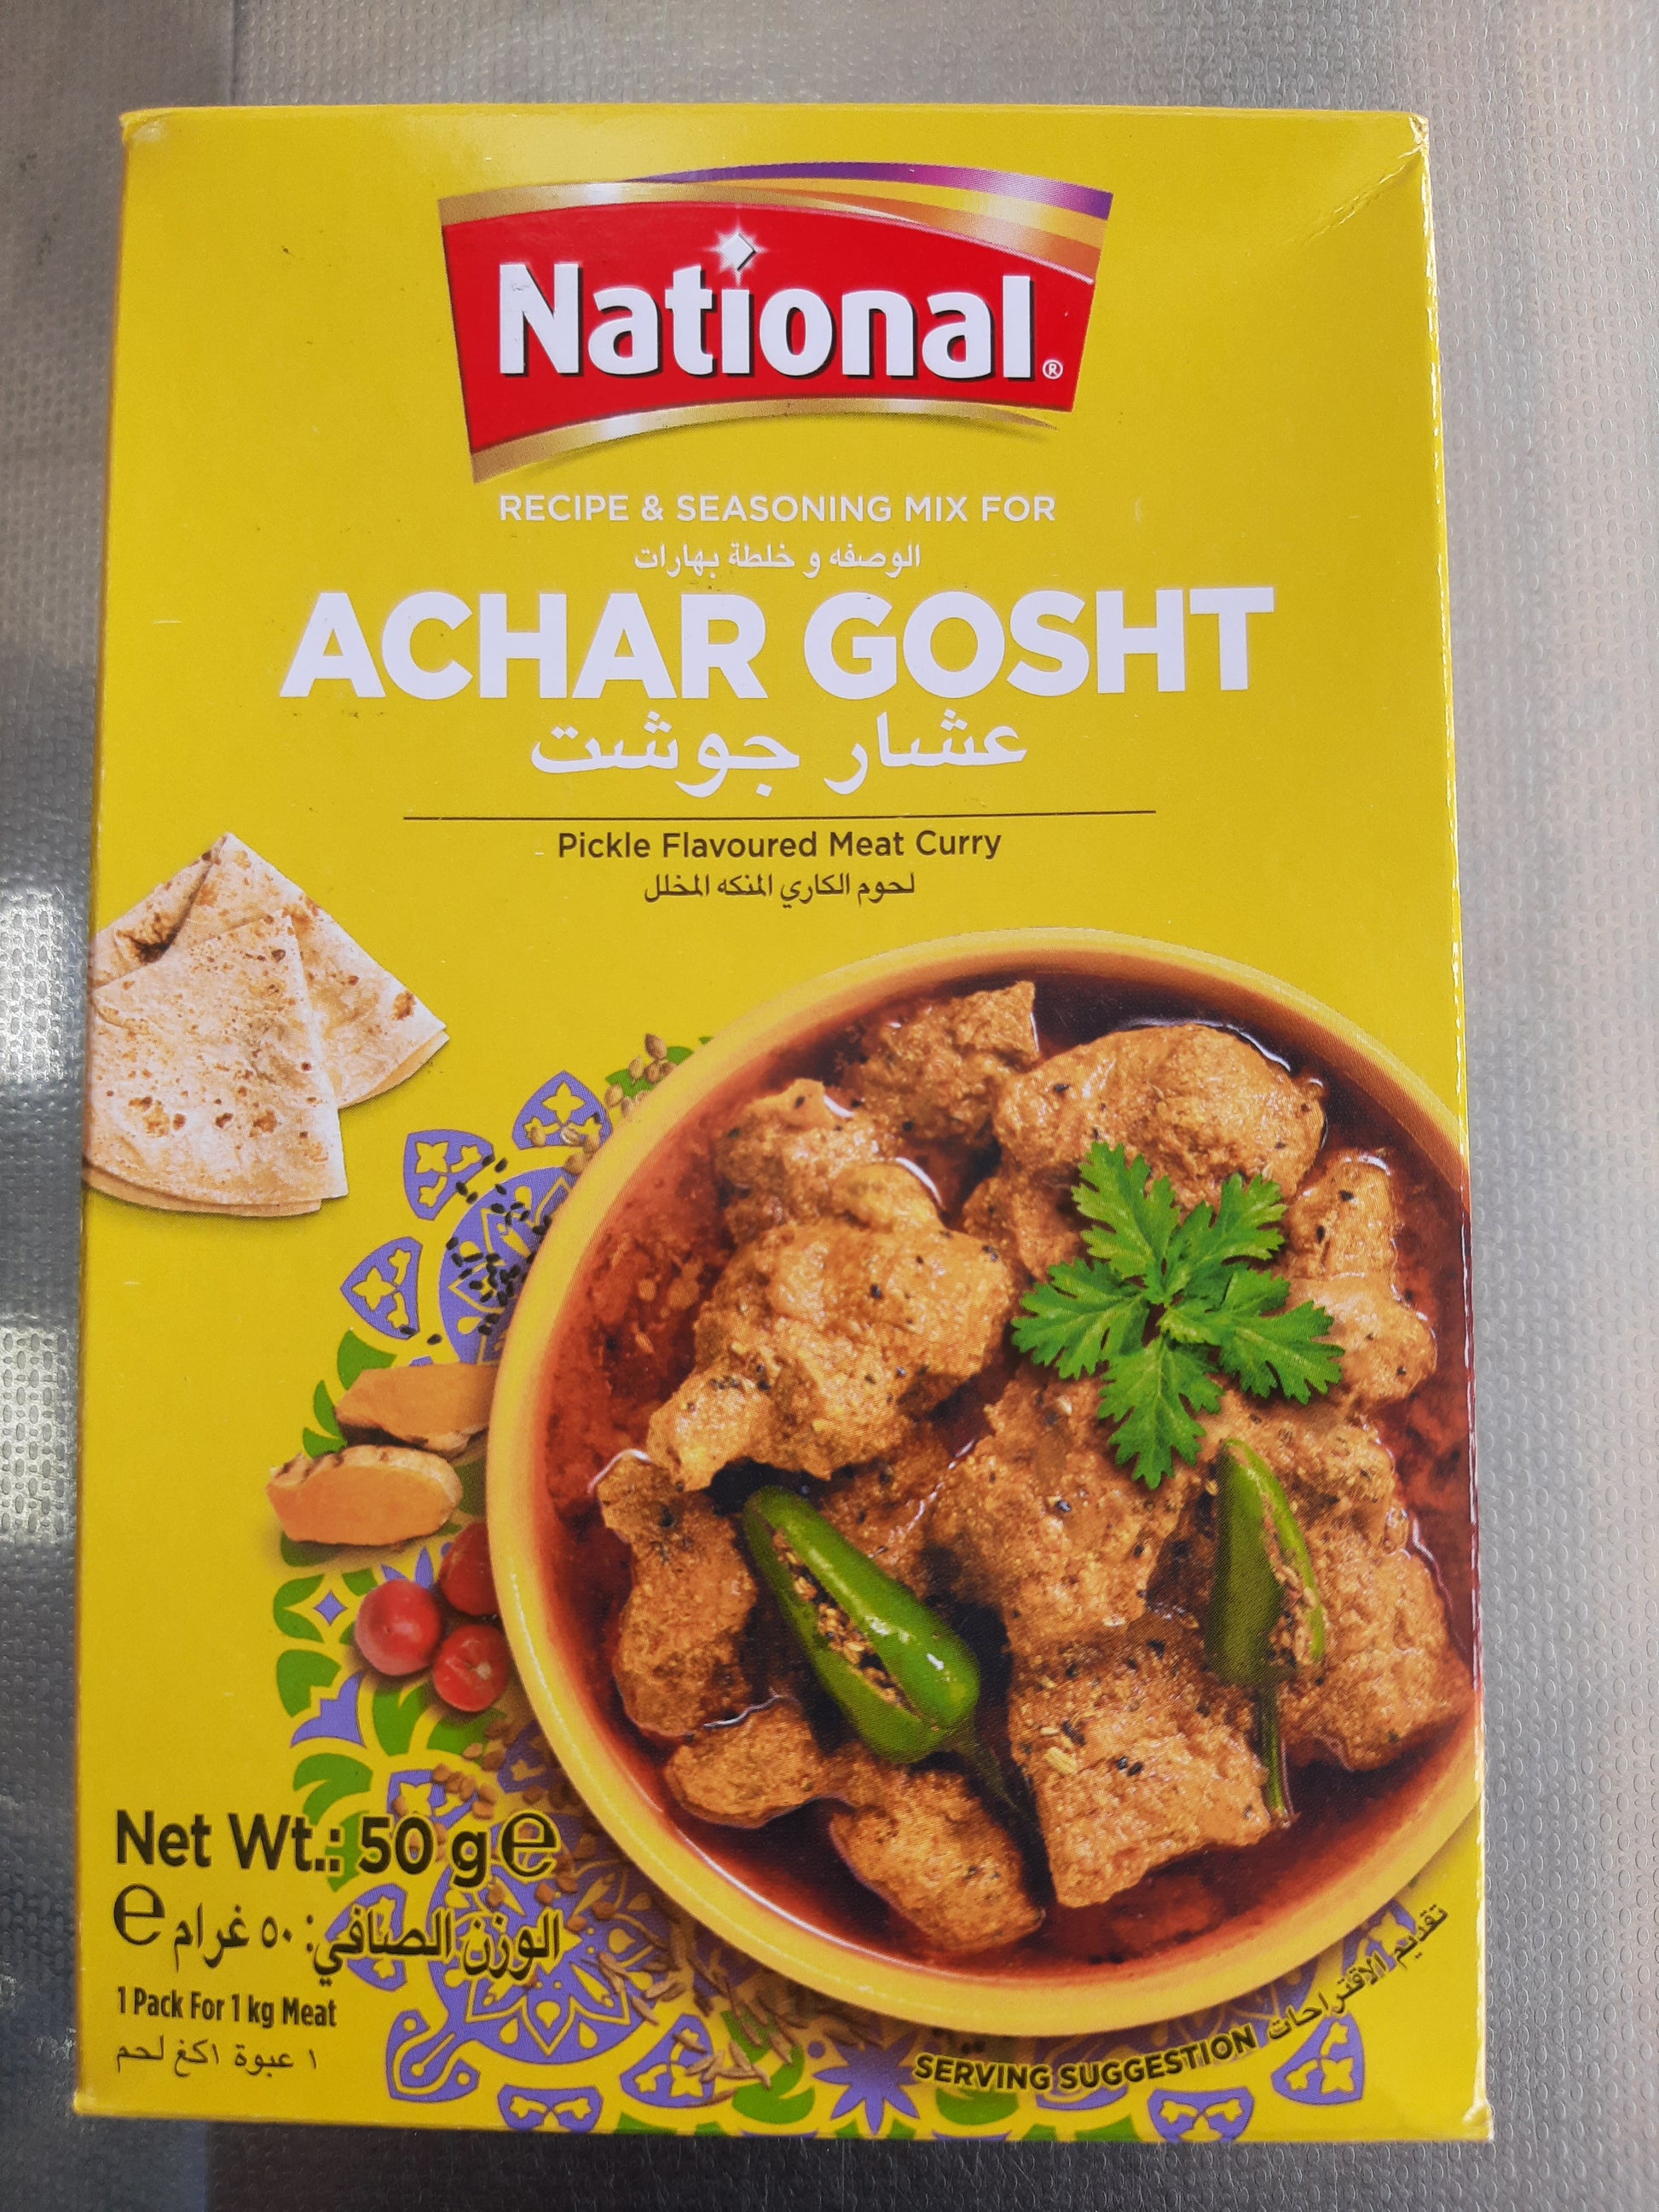 National®
RECIPE & SEASONING MIX FOR
الوصفه و خلطة بهارات
ACHAR GOSHT
عشار جوشت
Pickle Flavoured Meat Curry
لحوم الكاري المنكه المخلل
Net Wt.: 50 g e
الوزن الصافي: ٥٠ غرام e
1 Pack For 1 kg Meat
١ عبوة ١كغ لحم
SERVING SUGGESTION تقديم الاقتراحات